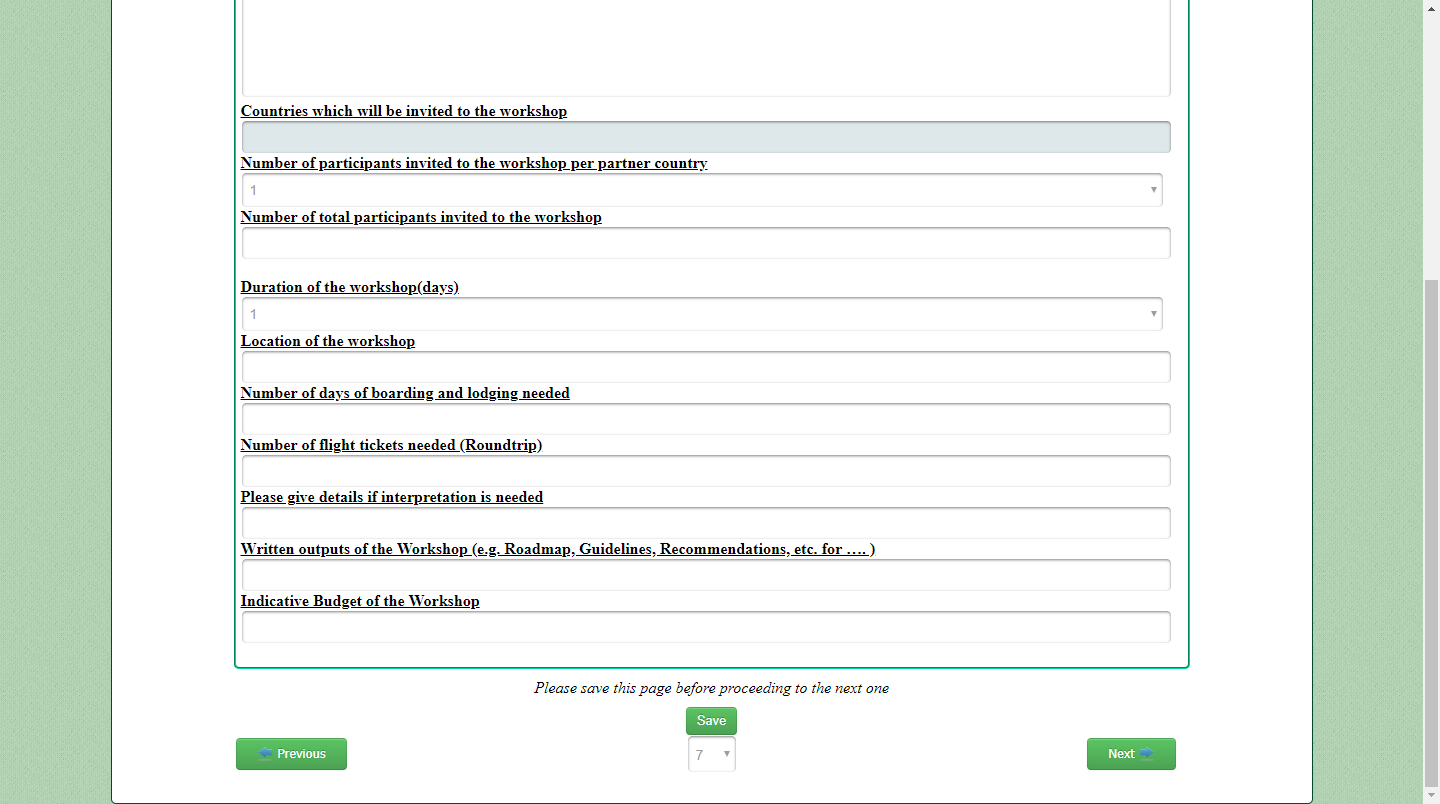 Countries which will be invited to the workshop
Number of participants invited to the workshop per partner country
1
Number of total participants invited to the workshop
Duration of the workshop(days)
1
Location of the workshop
Number of days of boarding and lodging needed
Number of flight tickets needed (Roundtrip)
Please give details if interpretation is needed
Written outputs of the Workshop (e.g. Roadmap, Guidelines, Recommendations, etc. for …. )
Indicative Budget of the Workshop
Please save this page before proceeding to the next one
Save
Previous
7
Next